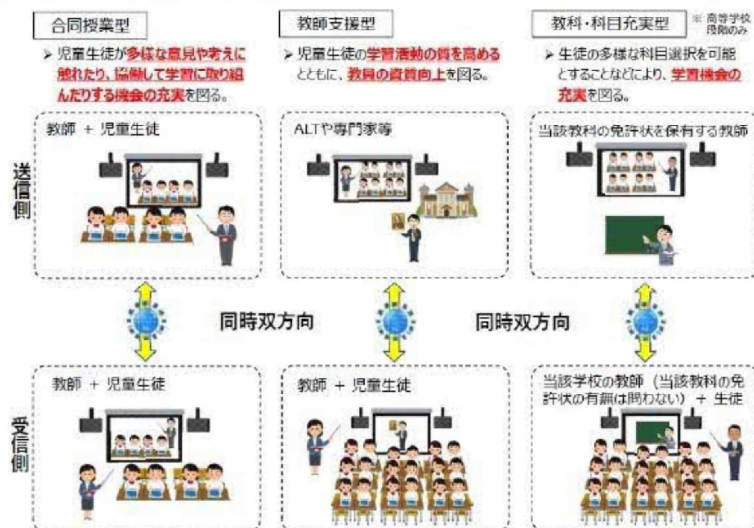 合同授業型
➢ 児童生徒が多様な意見や考えに
触れたり、協働して学習に取り組
んだりする機会の充実を図る。
教師支援型
➢ 児童生徒の学習活動の質を高める
とともに、教員の資質向上を図る。
教科・科目充実型
※ 高等学校
段階のみ
➢ 生徒の多様な科目選択を可能
とすることなどにより、学習機会の
充実を図る。
送信側
教師 + 児童生徒
ALTや専門家等
当該教科の免許状を保有する教師
同時双方向
同時双方向
受信側
教師 + 児童生徒
教師 + 児童生徒
当該学校の教師（当該教科の免
許状の有無は問わない）+ 生徒